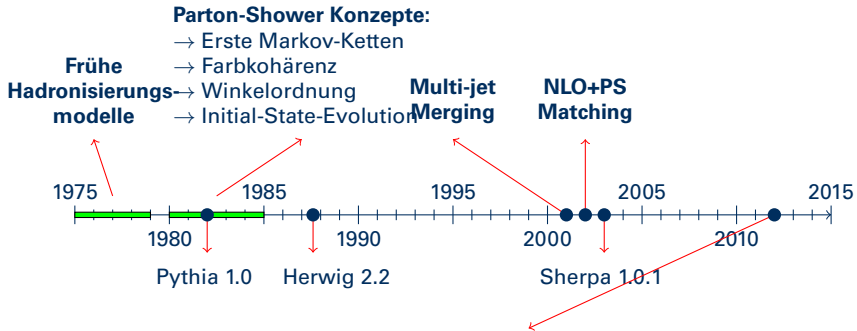 Parton-Shower Konzepte:
→ Erste Markov-Ketten
→ Farbkohärenz
→ Winkelordnung
→ Initial-State-Evolution
Frühe
Hadronisierungs-
modelle
Multi-jet
Merging
NLO+PS
Matching
1975
1985
1995
2005
2015
1980
1990
2000
2010
Pythia 1.0
Herwig 2.2
Sherpa 1.0.1